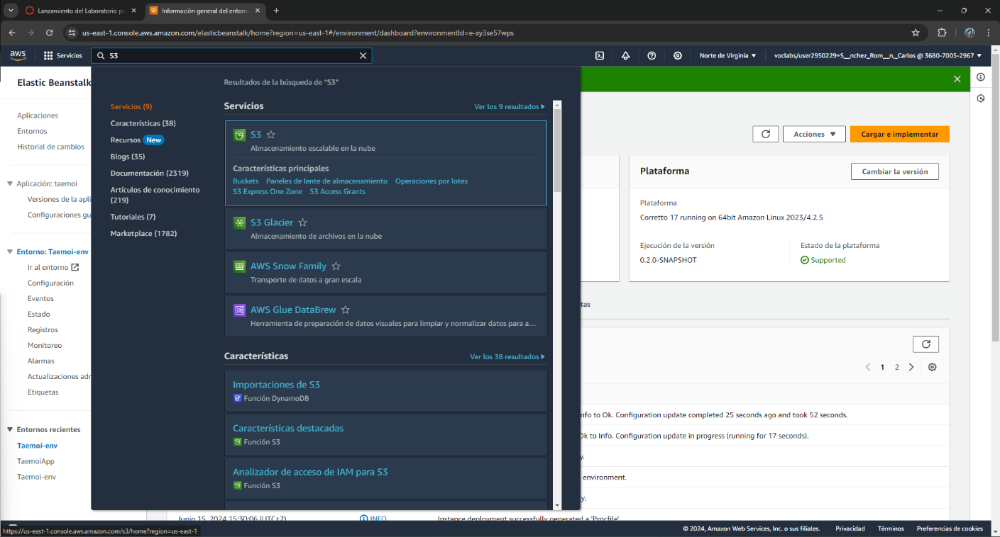 Lanzamiento del Laboratorio pa
Información general del entorn
us-east-1.console.aws.amazon.com/elasticbeanstalk/home?region=us-east-1#/environment/dashboard?environmentId=e-xy3se57wps
aws
Servicios
S3
Norte de Virginia
voclabs/user2950229=S__nchez_Rom__n,_Carlos @ 3680-7005-2967
Elastic Beanstalk
Aplicaciones
Entornos
Historial de cambios
Aplicación: taemoi
Versiones de la apli
Configuraciones gu
Entorno: Taemoi-env
Ir al entorno
Configuración
Eventos
Estado
Registros
Monitoreo
Alarmas
Actualizaciones adr
Etiquetas
Entornos recientes
Taemoi-env
TaemoiApp
Taemoi-env
Resultados de la búsqueda de "S3"
Servicios (9)
Características (38)
Recursos New
Blogs (35)
Documentación (2319)
Artículos de conocimiento
(219)
Tutoriales (7)
Marketplace (1782)
Servicios
Ver los 9 resultados
S3
Almacenamiento escalable en la nube
Características principales
Buckets Paneles de lente de almacenamiento Operaciones por lotes
S3 Express One Zone S3 Access Grants
S3 Glacier
Almacenamiento de archivos en la nube
AWS Snow Family
Transporte de datos a gran escala
AWS Glue DataBrew
Herramienta de preparación de datos visuales para limpiar y normalizar datos para a...
Características
Ver los 38 resultados
Importaciones de S3
Función DynamoDB
Características destacadas
Función S3
Analizador de acceso de IAM para S3
Función S3
Acciones
Cargar e implementar
Plataforma
Cambiar la versión
Plataforma
Corretto 17 running on 64bit Amazon Linux 2023/4.2.5
Ejecución de la versión
0.2.0-SNAPSHOT
Estado de la plataforma
Supported
tas
1 2
nfo to Ok. Configuration update completed 25 seconds ago and took 52 seconds.
Ok to Info. Configuration update in progress (running for 17 seconds).
y.
environment.
y.
Junio 15, 2024 15:30:06 (UTC+2)
INFO
Instance deployment successfully generated a 'Procfile'
https://us-east-1.console.aws.amazon.com/s3/home?region=us-east-1
© 2024, Amazon Web Services, Inc. o sus filiales.
Privacidad
Términos
Preferencias de cookies